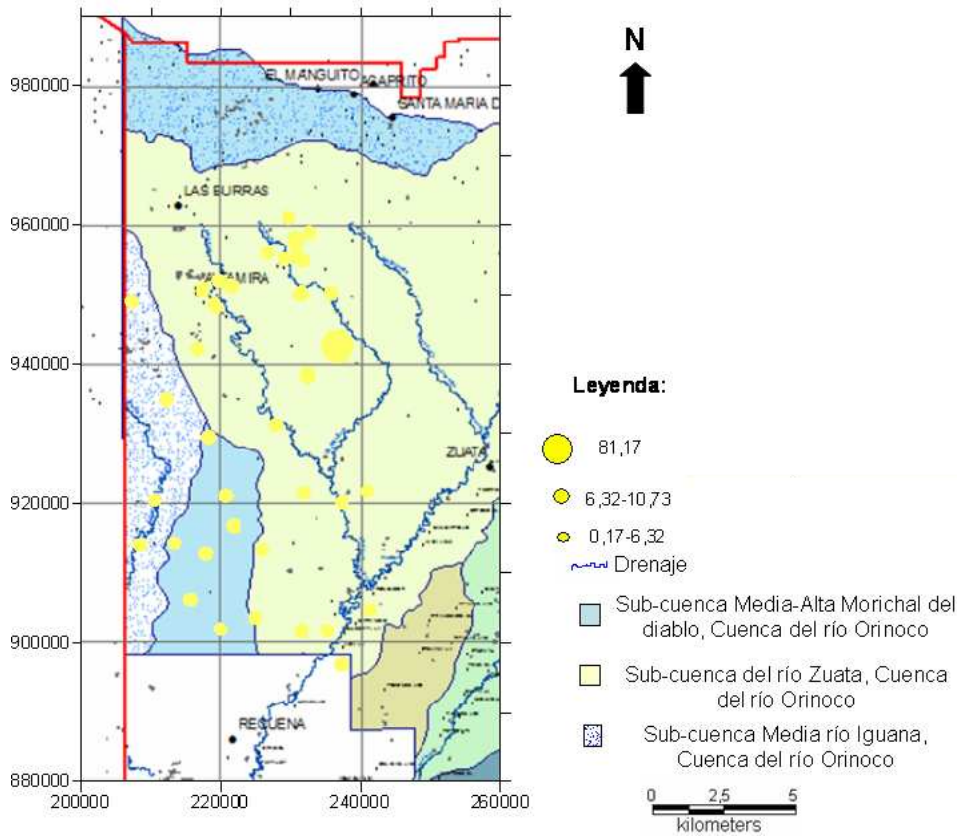 N
980000
960000
940000
920000
900000
880000
200000
220000
240000
260000
EL MANGUITO
AGAPRITO
SANTA MARIA D
LAS BURRAS
ZUATA
REQUENA
Leyenda:
81,17
6,32-10,73
0,17-6,32
Drenaje
Sub-cuenca Media-Alta Morichal del
diablo, Cuenca del río Orinoco
Sub-cuenca del río Zuata, Cuenca
del río Orinoco
Sub-cuenca Media río Iguana,
Cuenca del río Orinoco
0 2,5 5
kilometers